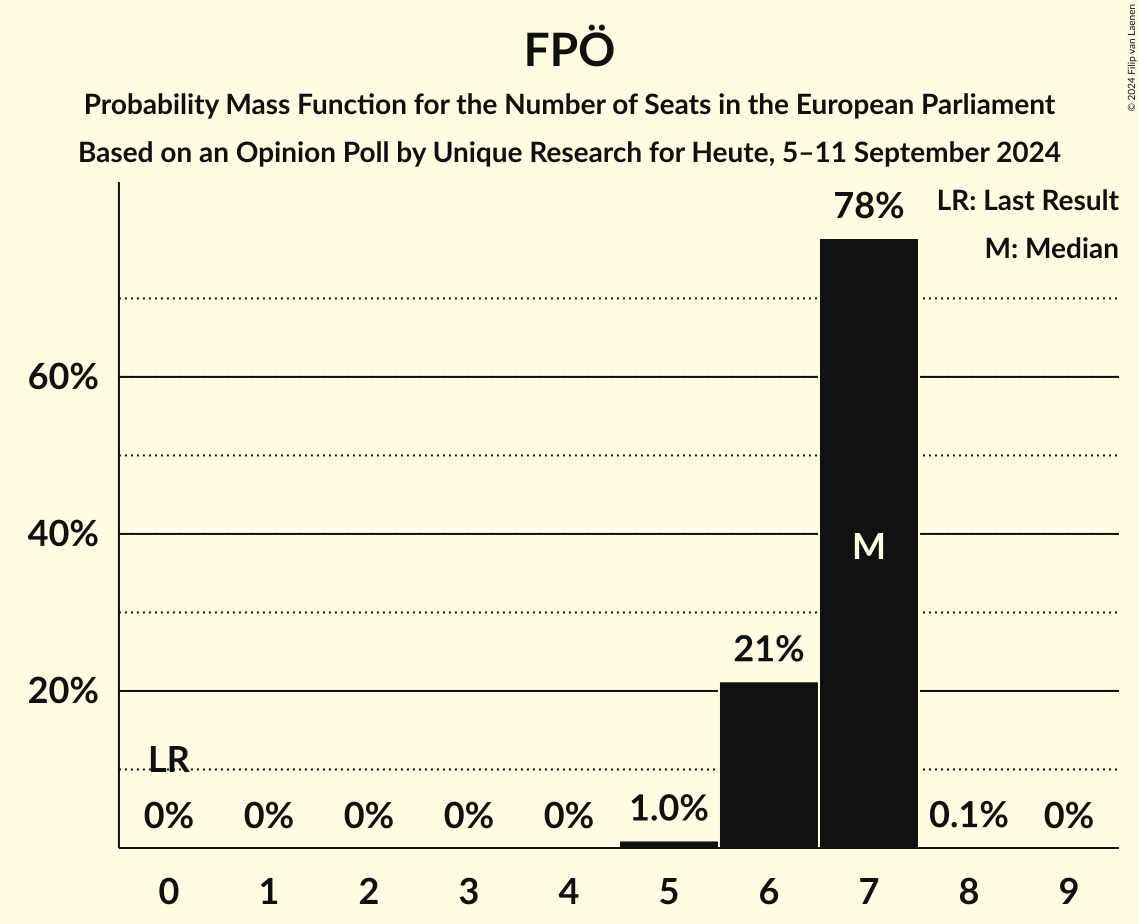 FPÖ
Probability Mass Function for the Number of Seats in the European Parliament
Based on an Opinion Poll by Unique Research for Heute, 5–11 September 2024
© 2024 Filip van Laenen
LR: Last Result
M: Median
78%
60%
40%
M
21%
20%
LR
0% 0% 0% 0% 0% 1.0% 0.1% 0%
0 1 2 3 4 5 6 7 8 9